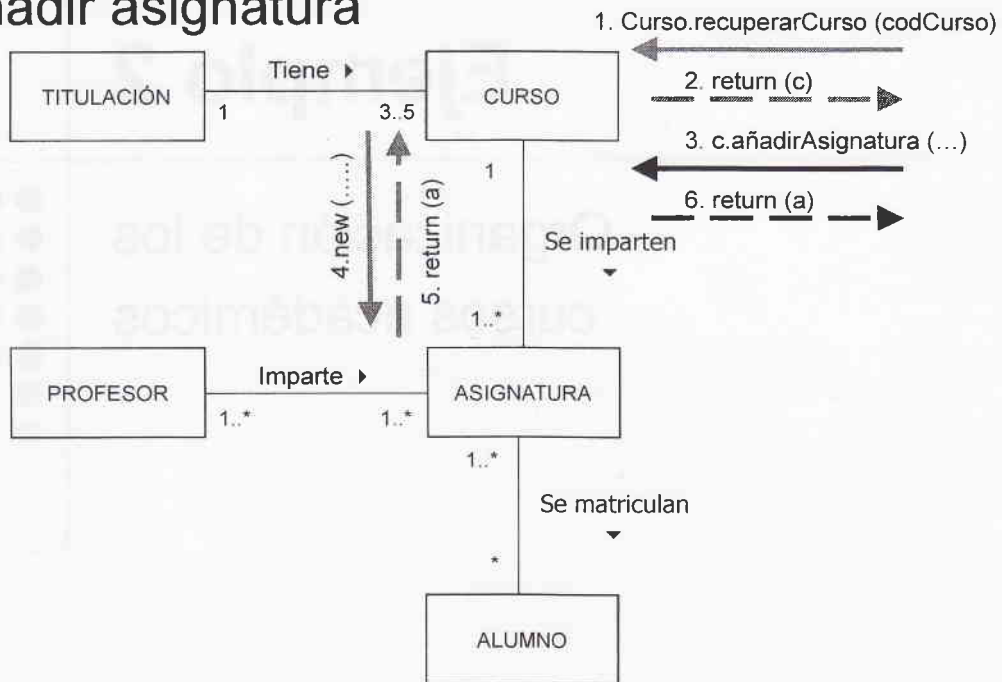 adir asignatura
1. Curso.recuperarCurso (codCurso)
Tiene
TITULACIÓN
CURSO
2. return (c)
1
3..5
3. c.añadirAsignatura (...)
1
4.new (.....)
5. return (a)
6. return (a)
Se imparten
1..*
Imparte
PROFESOR
ASIGNATURA
1..*
1..*
1..*
Se matriculan
*
ALUMNO
Ejemplo 2
Organización de los
cursos académicos